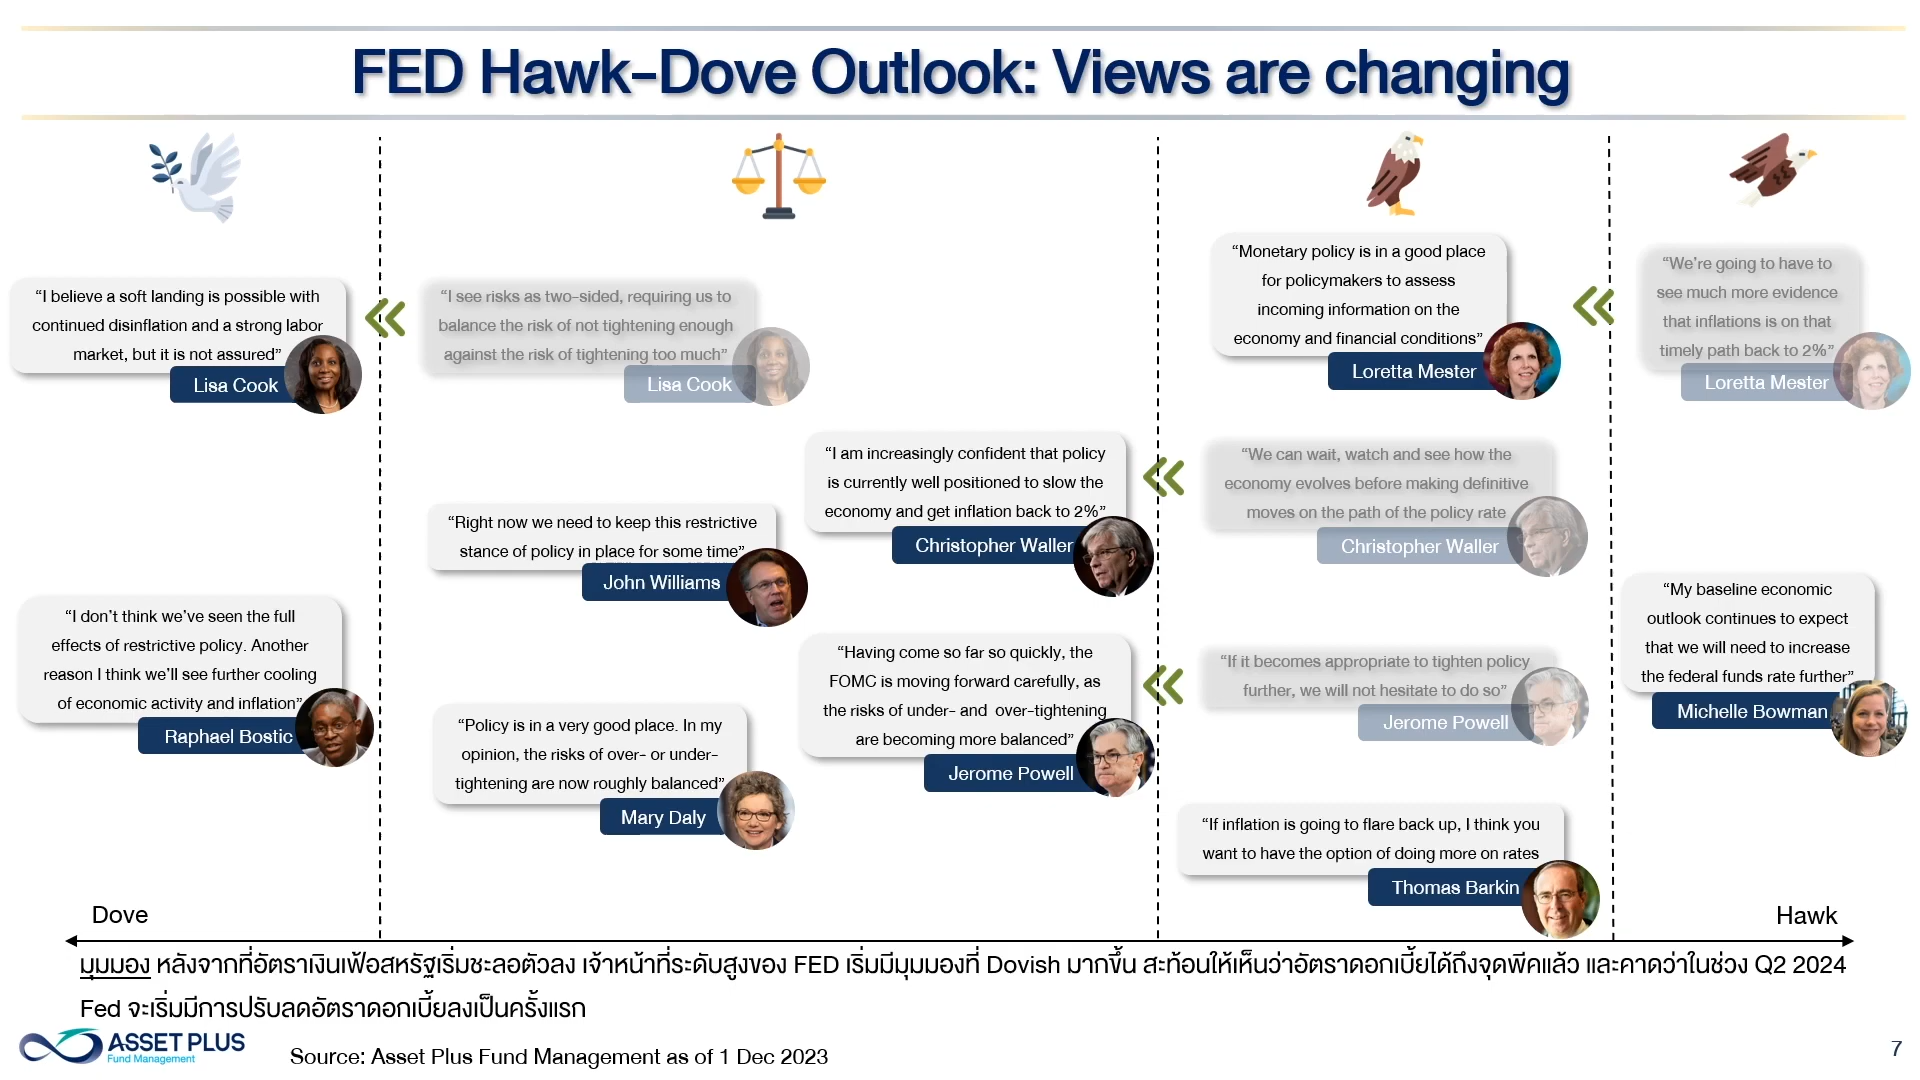 FED Hawk-Dove Outlook: Views are changing
“I believe a soft landing is possible with
continued disinflation and a strong labor
market, but it is not assured”
Lisa Cook
“I see risks as two-sided, requiring us to
balance the risk of not tightening enough
against the risk of tightening too much”
Lisa Cook
“Monetary policy is in a good place
for policymakers to assess
incoming information on the
economy and financial conditions”
Loretta Mester
“We’re going to have to
see much more evidence
that inflations is on that
timely path back to 2%”
Loretta Mester
“I am increasingly confident that policy
is currently well positioned to slow the
economy and get inflation back to 2%”
Christopher Waller
“We can wait, watch and see how the
economy evolves before making definitive
moves on the path of the policy rate
Christopher Waller
“Right now we need to keep this restrictive
stance of policy in place for some time”
John Williams
“I don’t think we’ve seen the full
effects of restrictive policy. Another
reason I think we’ll see further cooling
of economic activity and inflation”
Raphael Bostic
“Policy is in a very good place. In my
opinion, the risks of over- or under-
tightening are now roughly balanced”
Mary Daly
“Having come so far so quickly, the
FOMC is moving forward carefully, as
the risks of under- and over-tightening
are becoming more balanced”
Jerome Powell
“If it becomes appropriate to tighten policy
further, we will not hesitate to do so”
Jerome Powell
“My baseline economic
outlook continues to expect
that we will need to increase
the federal funds rate further”
Michelle Bowman
“If inflation is going to flare back up, I think you
want to have the option of doing more on rates
Thomas Barkin
Dove
Hawk
มุมมอง หลังจากที่อัตราเงินเฟ้อสหรัฐเริ่มชะลอตัวลง เจ้าหน้าที่ระดับสูงของ FED เริ่มมีมุมมองที่ Dovish มากขึ้น สะท้อนให้เห็นว่าอัตราดอกเบี้ยได้ถึงจุดพีคแล้ว และคาดว่าในช่วง Q2 2024
Fed จะเริ่มมีการปรับลดอัตราดอกเบี้ยลงเป็นครั้งแรก
ASSET PLUS
Fund Management
Source: Asset Plus Fund Management as of 1 Dec 2023
7